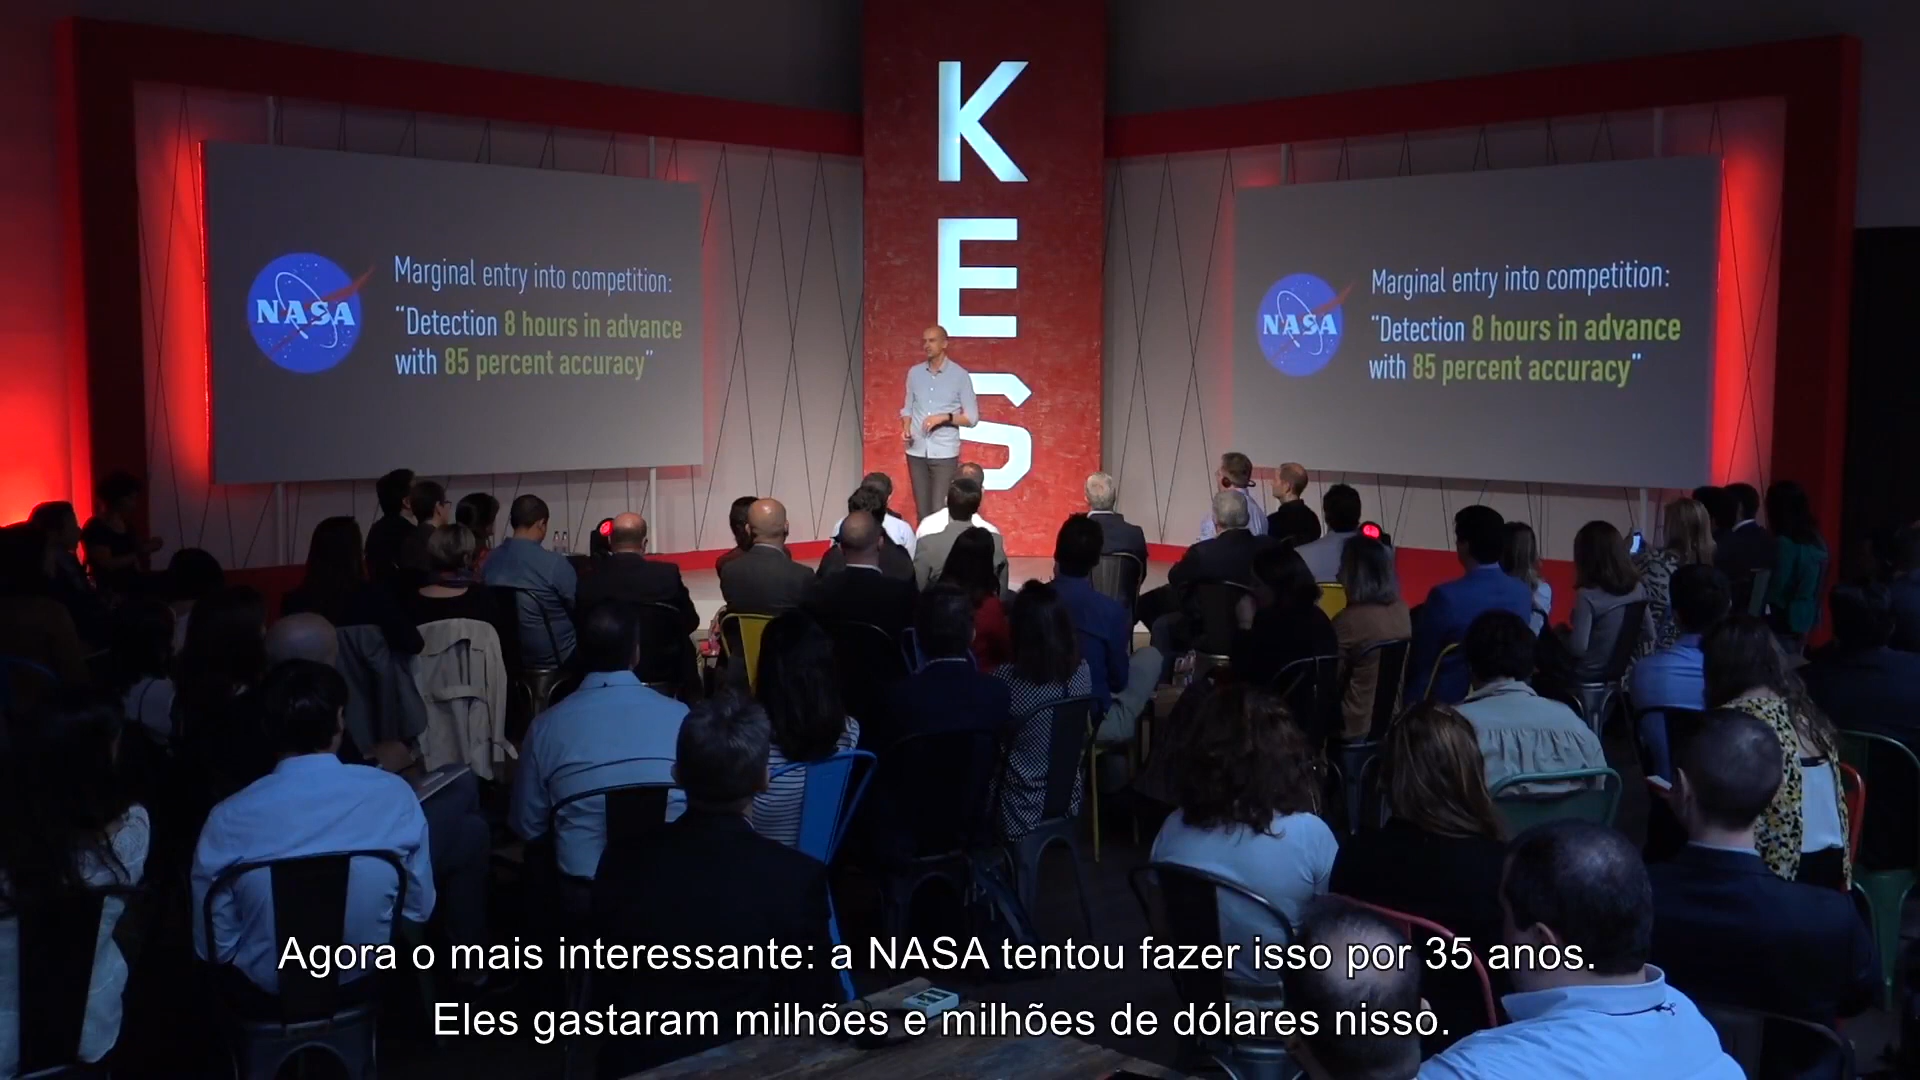 K
E
S
NASA
Marginal entry into competition:
“Detection 8 hours in advance
with 85 percent accuracy”
NASA
Marginal entry into competition:
“Detection 8 hours in advance
with 85 percent accuracy”
Agora o mais interessante: a NASA tentou fazer isso por 35 anos.
Eles gastaram milhões e milhões de dólares nisso.